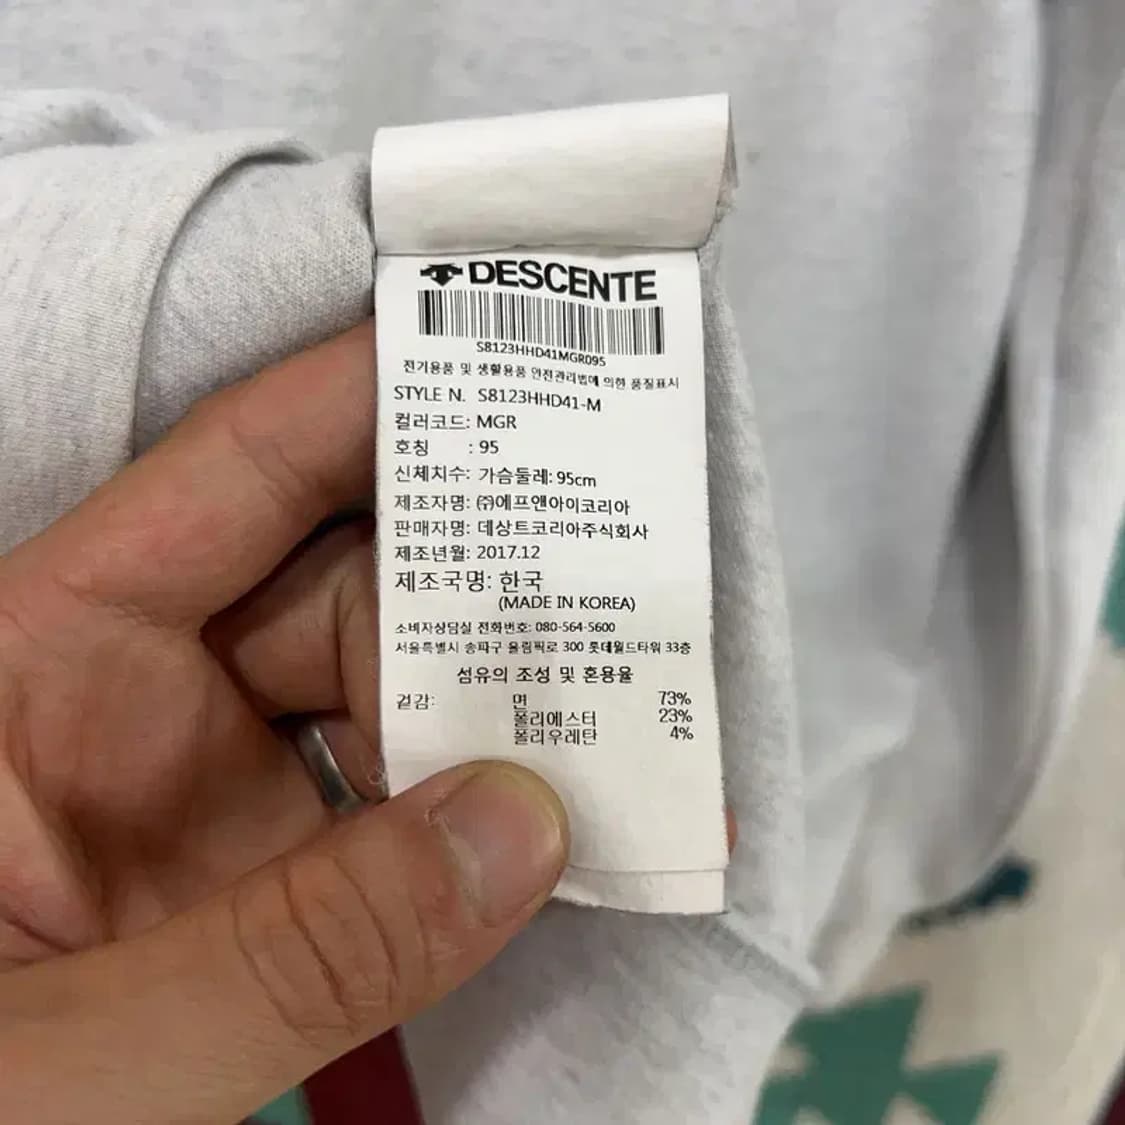 DESCENTE
S8123HHD41MGR095
전기용품 및 생활용품 안전관리법에 의한 품질표시
STYLE N. S8123HHD41-M
컬러코드: MGR
호칭 : 95
신체치수: 가슴둘레: 95cm
제조자명: ㈜에프앤아이코리아
판매자명: 데상트코리아주식회사
제조년월: 2017.12
제조국명: 한국
(MADE IN KOREA)
소비자상담실 전화번호: 080-564-5600
서울특별시 송파구 올림픽로 300 롯데월드타워 33층
섬유의 조성 및 혼용율
겉감: 면 73%
폴리에스터 23%
폴리우레탄 4%